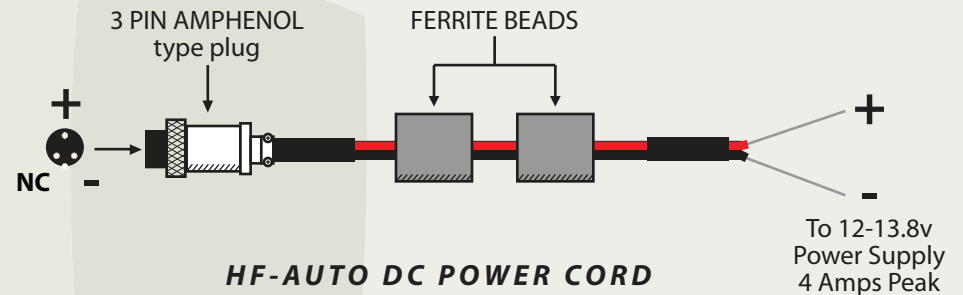 3 PIN AMPHENOL
type plug
FERRITE BEADS
+
NC -
+
-
To 12-13.8v
Power Supply
4 Amps Peak
HF-AUTO DC POWER CORD